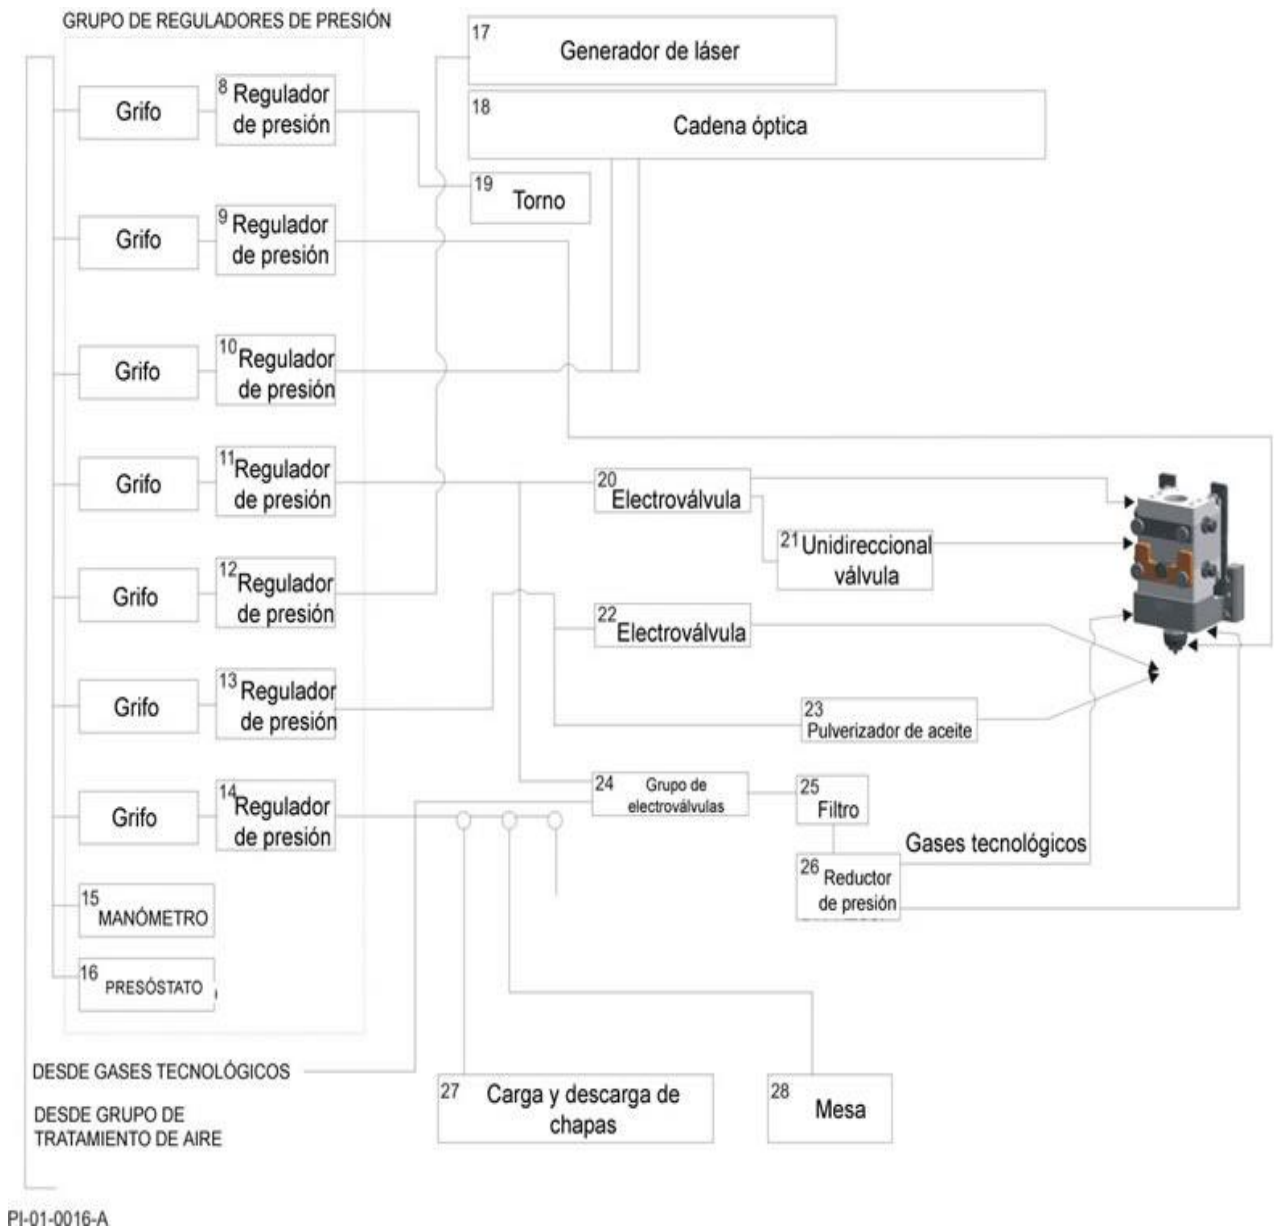 GRUPO DE REGULADORES DE PRESIÓN
17
Generador de láser
18
Cadena óptica
Grifo
8 Regulador
de presión
19
Torno
Grifo
9 Regulador
de presión
Grifo
10 Regulador
de presión
Grifo
11 Regulador
de presión
20
Electroválvula
21 Unidireccional
válvula
Grifo
12 Regulador
de presión
22
Electroválvula
Grifo
13 Regulador
de presión
23
Pulverizador de aceite
Grifo
14 Regulador
de presión
24 Grupo de
electroválvulas
25
Filtro
Gases tecnológicos
26 Reductor
de presión
15
MANÓMETRO
16
PRESÓSTATO
DESDE GASES TECNOLÓGICOS
DESDE GRUPO DE
TRATAMIENTO DE AIRE
27 Carga y descarga de
chapas
28
Mesa
PI-01-0016-A